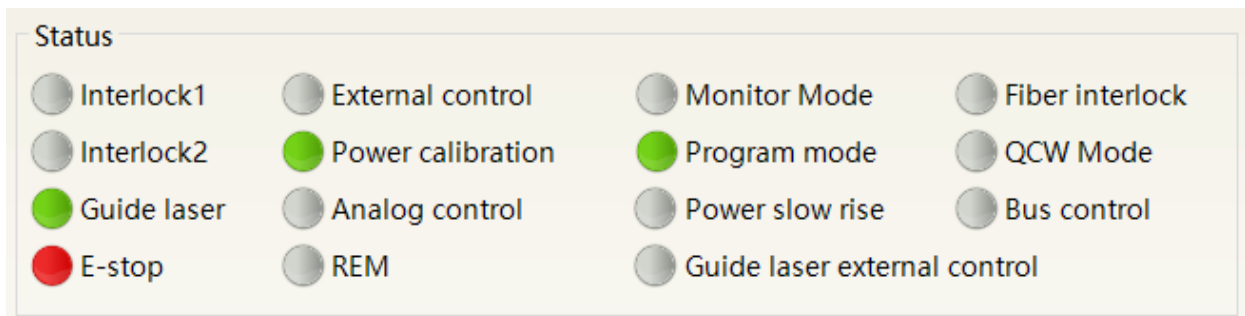 Status
Interlock1
External control
Monitor Mode
Fiber interlock
Interlock2
Power calibration
Program mode
QCW Mode
Guide laser
Analog control
Power slow rise
Bus control
E-stop
REM
Guide laser external control